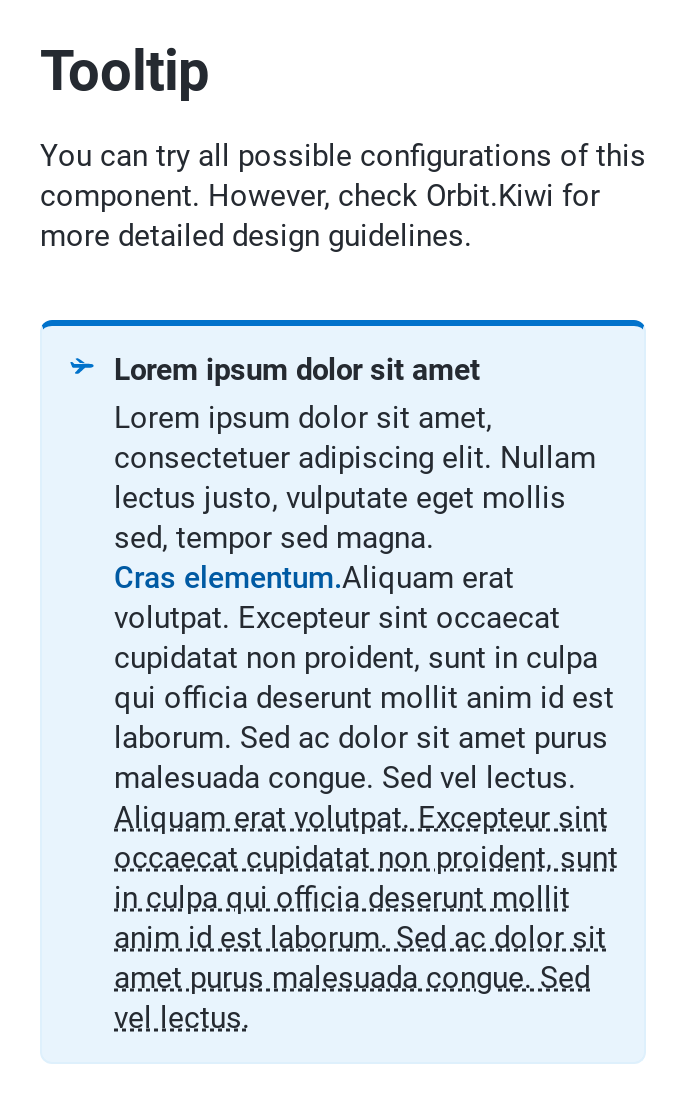 Tooltip
You can try all possible configurations of this
component. However, check Orbit.Kiwi for
more detailed design guidelines.
Lorem ipsum dolor sit amet
Lorem ipsum dolor sit amet,
consectetuer adipiscing elit. Nullam
lectus justo, vulputate eget mollis
sed, tempor sed magna.
Cras elementum.Aliquam erat
volutpat. Excepteur sint occaecat
cupidatat non proident, sunt in culpa
qui officia deserunt mollit anim id est
laborum. Sed ac dolor sit amet purus
malesuada congue. Sed vel lectus.
Aliquam erat volutpat. Excepteur sint
occaecat cupidatat non proident, sunt
in culpa qui officia deserunt mollit
anim id est laborum. Sed ac dolor sit
amet purus malesuada congue. Sed
vel lectus.